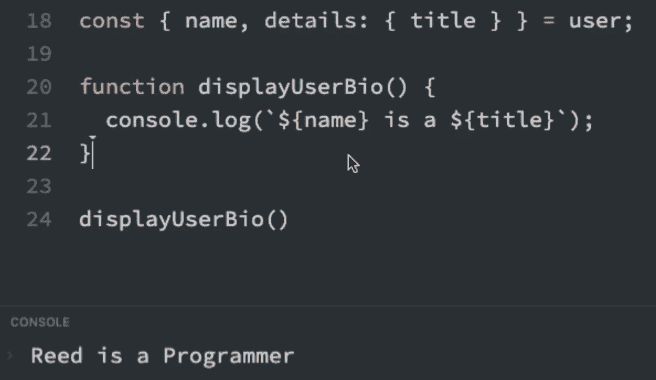 18 const { name, details: { title } } = user;
19
20 function displayUserBio() {
21 console.log(`${name} is a ${title}`);
22 }
23
24 displayUserBio()
CONSOLE
› Reed is a Programmer